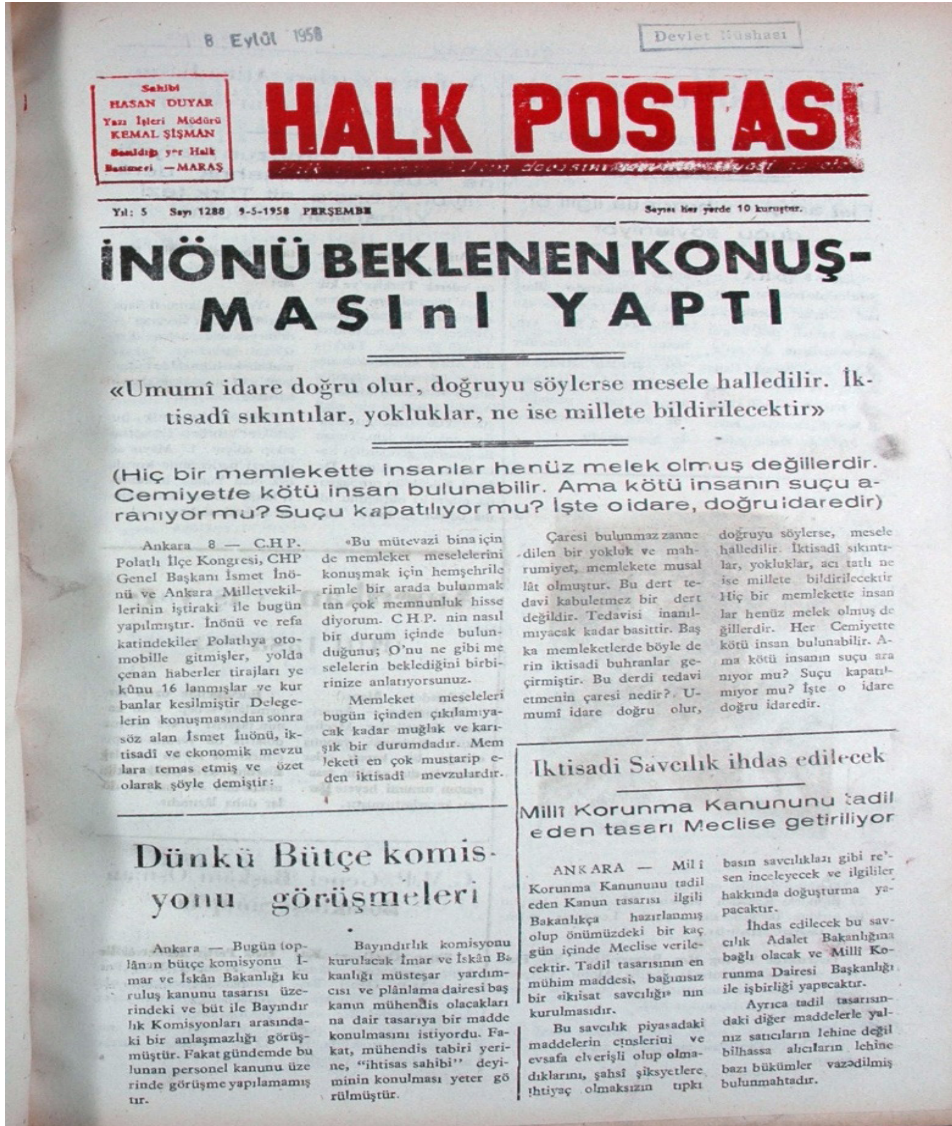 8 Eylûl 1958
Devlet Nüshası
Sahibi
HASAN DUYAR
Yazı İşleri Müdürü
KEMAL ŞİŞMAN
Basıldığı yer Halk
Basımevi — MARAŞ
HALK POSTASI
Yıl: 5 Sayı 1288 9-5-1958 PERŞEMBE
Sayısı Her yerde 10 kuruştur.
İNÖNÜ BEKLENEN KONUŞ-
MASInI YAPTI
«Umumî idare doğru olur, doğruyu söylerse mesele halledilir. İk-
tisadî sıkıntılar, yokluklar, ne ise millete bildirilecektir»
(Hiç bir memlekette insanlar henüz melek olmuş değillerdir.
Cemiyette kötü insan bulunabilir. Ama kötü insanın suçu a-
ranıyor mu? Suçu kapatılıyor mu? İşte o idare, doğru idaredir)
Ankara 8 — C.H.P.
Polatlı İlçe Kongresi, CHP
Genel Başkanı İsmet İnö-
nü ve Ankara Milletvekil-
lerinin iştiraki ile bugün
yapılmıştır. İnönü ve refa
katindekiler Polatlıya oto-
mobille gitmişler, yolda
çenan haberler tirajları ye
kûnu 16 lanmışlar ve kur
banlar kesilmiştir Delege-
lerin konuşmasından sonra
söz alan İsmet İnönü, ik-
tisadî ve ekonomik mevzu
lara temas etmiş ve özet
olarak şöyle demiştir:
«Bu mütevazi bina için
de memleket meselelerini
konuşmak için hemşehrile
rimle bir arada bulunmak
tan çok memnunluk hisse
diyorum. C.H.P. nin nasıl
bir durum içinde bulun-
duğunu; O'nu ne gibi me
selelerin beklediğini birbi-
rinize anlatıyorsunuz.
Memleket meseleleri
bugün içinden çıkılamıya-
cak kadar muğlak ve karı-
şık bir durumdadır. Mem
leketi en çok mustarip e-
den iktisadî mevzulardır.
Çaresi bulunmaz zanne
dilen bir yokluk ve mah-
rumiyet, memlekete musal
lât olmuştur. Bu dert te-
davi kabuletmez bir dert
değildir. Tedavisi inanıl-
mıyacak kadar basittir. Baş
ka memleketlerde böyle de
rin iktisadi buhranlar ge-
çirmiştir. Bu derdi tedavi
etmenin çaresi nedir? U-
mumî idare doğru olur,
doğruyu söylerse, mesele
halledilir. İktisadî sıkıntı-
lar, yokluklar, acı tatlı ne
ise millete bildirilecektir
Hiç bir memlekette insan
lar henüz melek olmuş de
ğillerdir. Her Cemiyette
kötü insan bulunabilir. A-
ma kötü insanın suçu ara
nıyor mu? Suçu kapatıl-
mıyor mu? İşte o idare
doğru idaredir.
Dünkü Bütçe komis-
yonu görüşmeleri
Ankara — Bugün top-
lânan bütçe komisyonu İ-
mar ve İskân Bakanlığı ku
ruluş kanunu tasarısı üze-
rindeki ve büt ile Bayındır
lık Komisyonları arasında-
ki bir anlaşmazlığı görüş-
müştür. Fakat gündemde bu
lunan personel kanunu üze
rinde görüşme yapılamamış
tır.
Bayındırlık komisyonu
kurulacak İmar ve İskân Ba
kanlığı müsteşar yardım-
cısı ve plânlama dairesi baş
kanın mühendis olacakları
na dair tasarıya bir madde
konulmasını istiyordu. Fa-
kat, mühendis tabiri yeri-
ne, "ihtisas sahibi" deyi-
minin konulması yeter gö
rülmüştür.
Iktisadi Savcılık ihdas edilecek
Millî Korunma Kanununu tadil
eden tasarı Meclise getiriliyor
ANKARA — Milî
Korunma Kanununu tadil
eden Kanun tasarısı ilgili
Bakanlıkça hazırlanmış
olup önümüzdeki bir kaç
gün içinde Meclise verile-
cektir. Tadil tasarısının en
mühim maddesi, bağımsız
bir «ikiisat savcılığı» nın
kurulmasıdır.
Bu savcılık piyasadaki
maddelerin cinslerini ve
evsafa elverişli olup olma-
dıklarını, şahsî şiksyetlere
ihtiyaç olmaksızın tıpkı
basın savcılıkları gibi re'-
sen inceleyecek ve ilgililer
hakkında doğuşturma ya-
pacaktır.
İhdas edilecek bu sav-
cılık Adalet Bakanlığına
bağlı olacak ve Millî Ko-
runma Dairesi Başkanlığı
ile işbirliği yapacaktır.
Ayrıca tadil tasarısın-
daki diğer maddelerle yal-
nız satıcıların lehine değil
bilhassa alıcıların lehine
bazı bükümler vazedilmiş
bulunmahtadır.